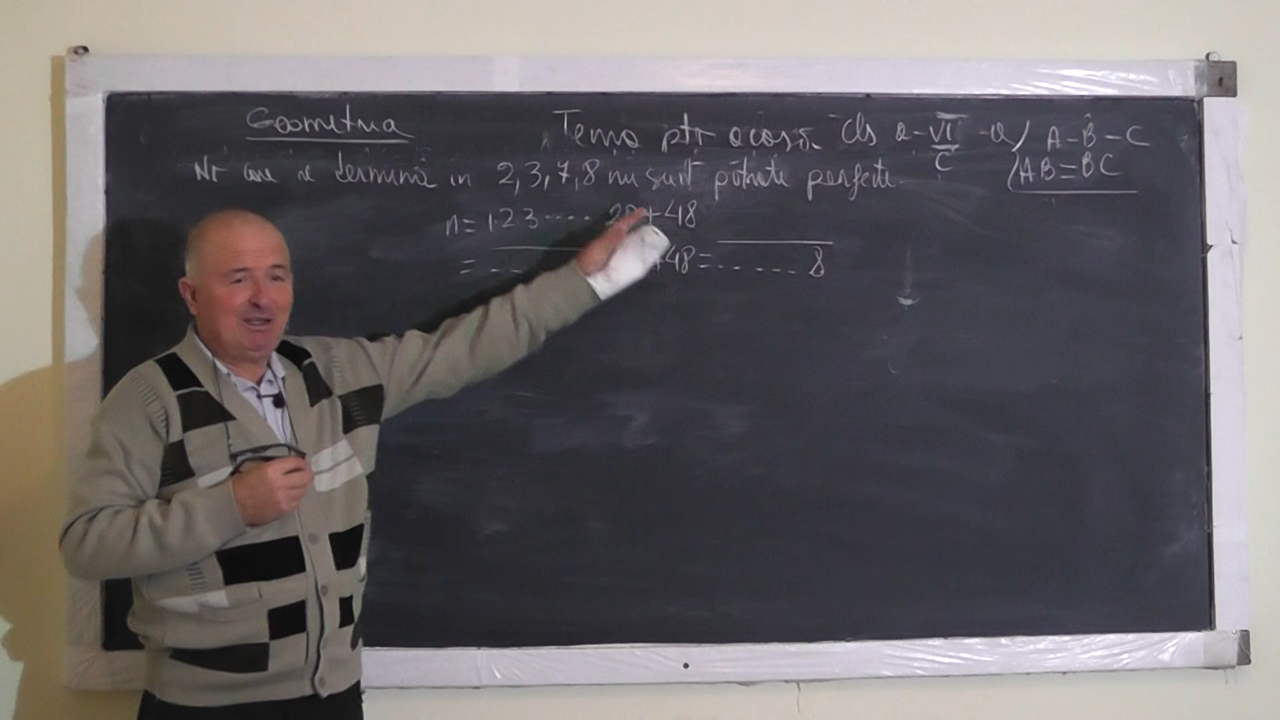 Geometria
Tema ptr acasă Cls a-VI-a
C
A-B-C
AB=BC
Nr care se termină in 2,3,7,8 nu sunt pătrate perfecte.
n=1·2·3····· +48
= .. +48=.....8